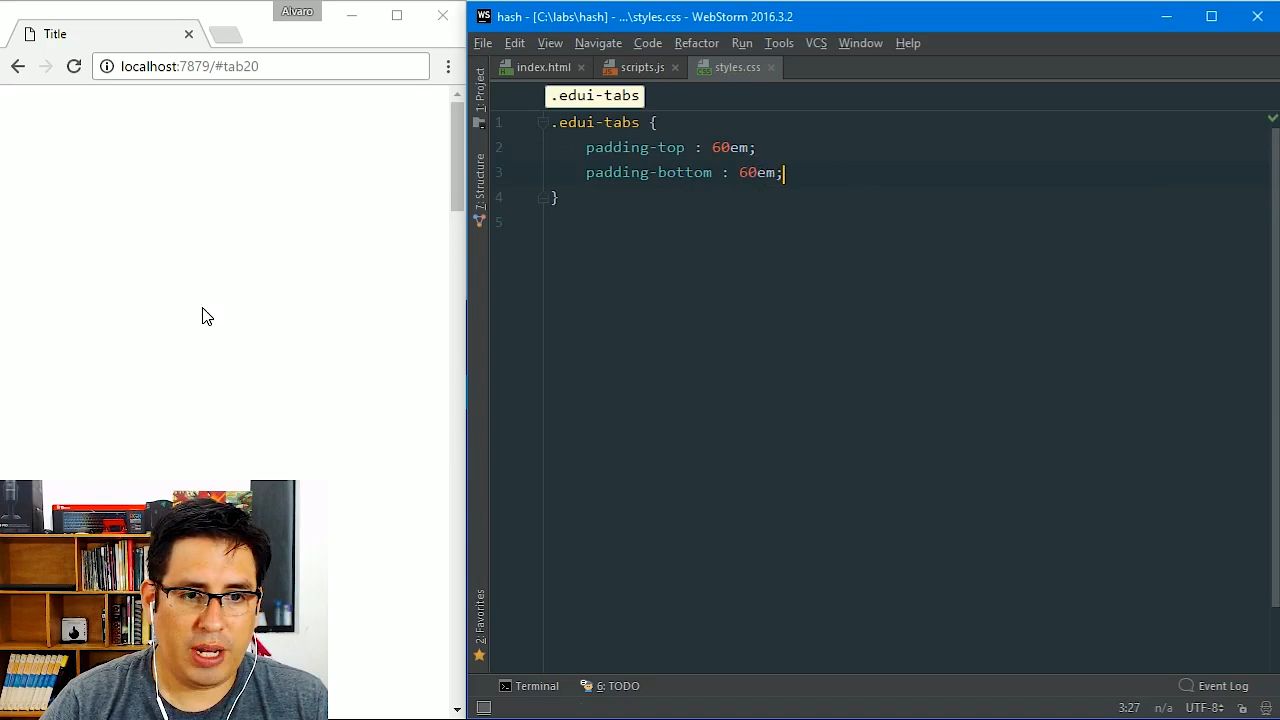 Alvaro
Title
localhost:7879/#tab20
WS hash - [C:\labs\hash] - ...\styles.css - WebStorm 2016.3.2
File Edit View Navigate Code Refactor Run Tools VCS Window Help
index.html scripts.js styles.css
1: Project
7: Structure
2: Favorites
.edui-tabs
1 .edui-tabs {
2 padding-top : 60em;
3 padding-bottom : 60em;
4 }
5
Terminal 6: TODO Event Log
3:27 n/a UTF-8